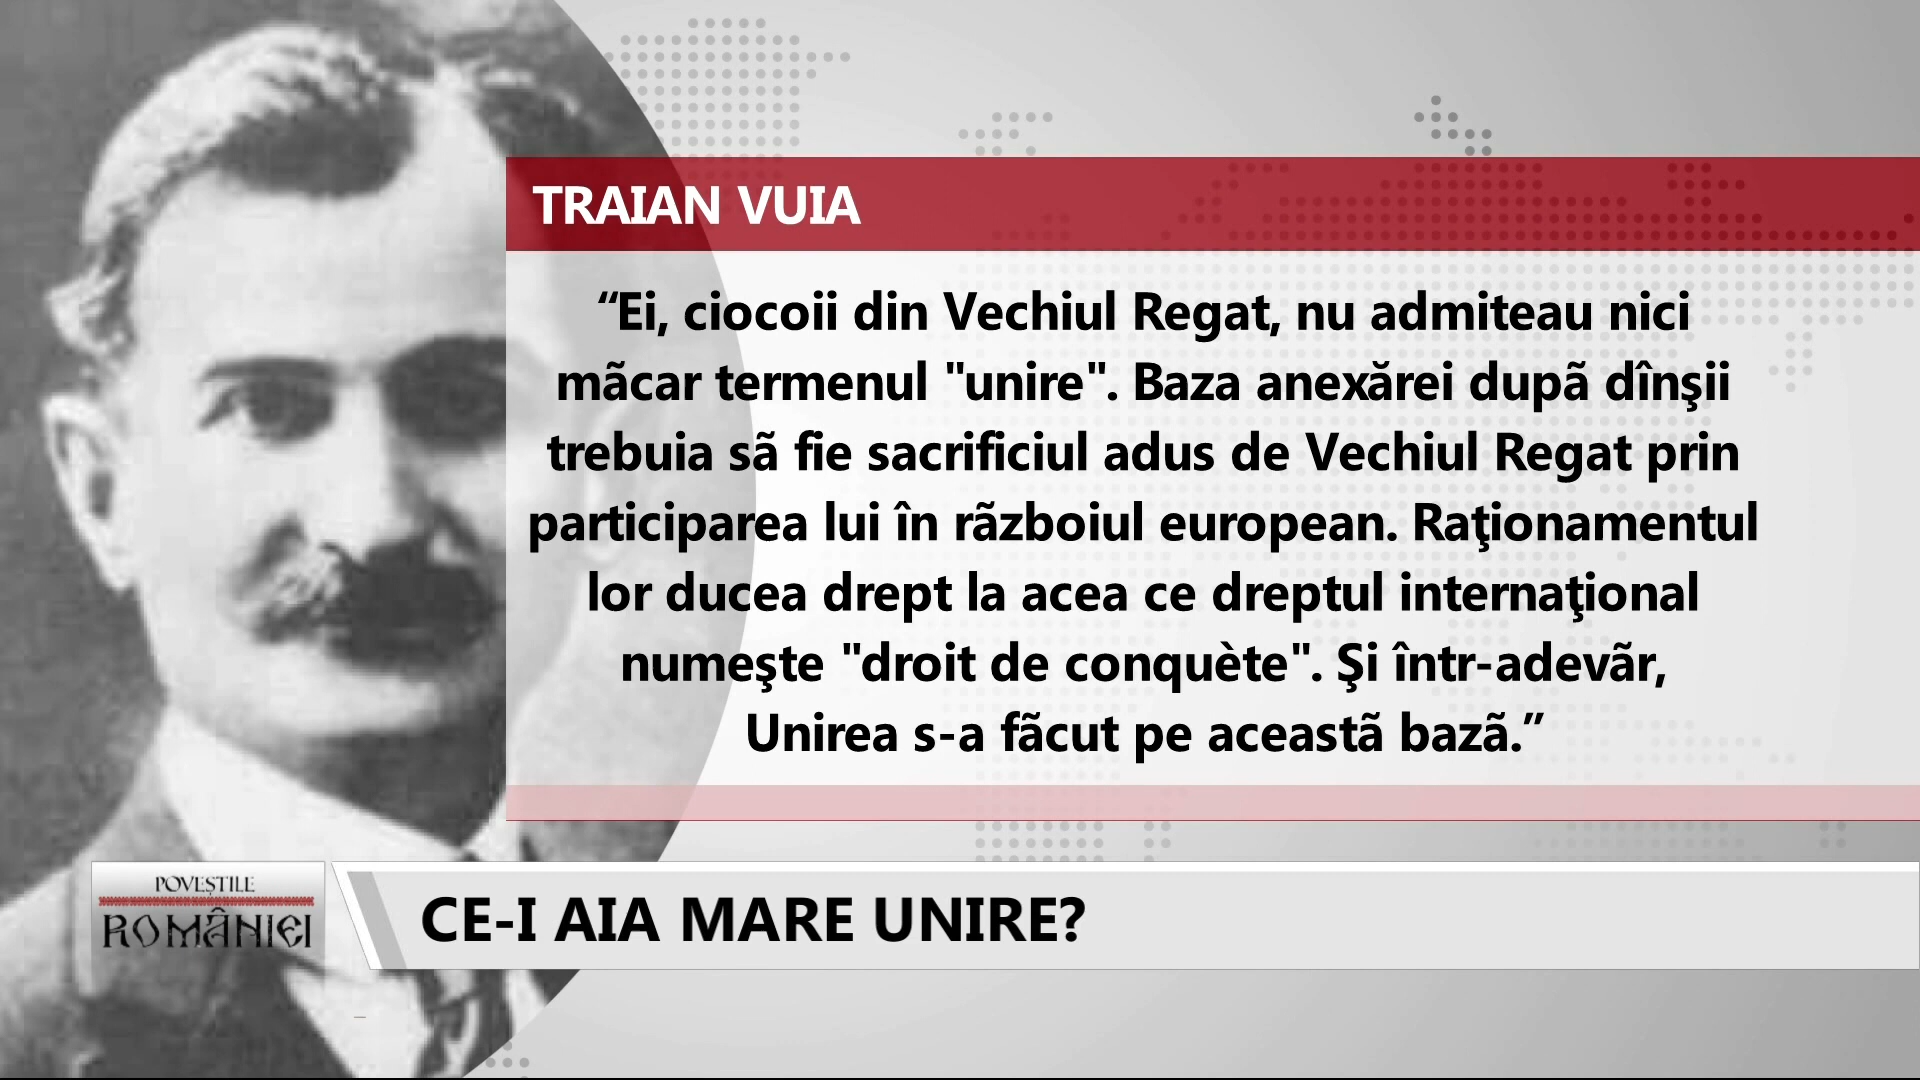 TRAIAN VUIA
“Ei, ciocoii din Vechiul Regat, nu admiteau nici
mãcar termenul "unire". Baza anexărei dupã dînşii
trebuia sã fie sacrificiul adus de Vechiul Regat prin
participarea lui în rãzboiul european. Raţionamentul
lor ducea drept la acea ce dreptul internaţional
numeşte "droit de conquète". Şi într-adevãr,
Unirea s-a fãcut pe aceastã bazã.”
POVEȘTILE
ROMÂNIEI
CE-I AIA MARE UNIRE?